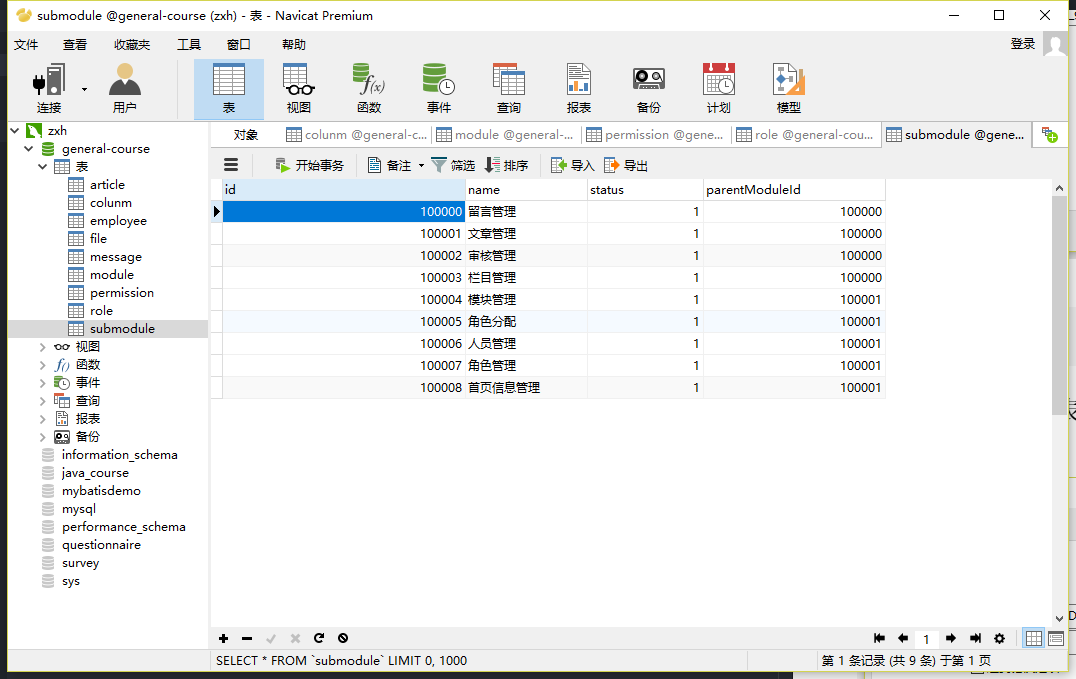 submodule @general-course (zxh) - 表 - Navicat Premium
文件 查看 收藏夹 工具 窗口 帮助 登录
连接 用户 表 视图 函数 事件 查询 报表 备份 计划 模型
zxh
general-course
表
article
colunm
employee
file
message
module
permission
role
submodule
视图
函数
事件
查询
报表
备份
information_schema
java_course
mybatisdemo
mysql
performance_schema
questionnaire
survey
sys
对象 colunm @general-c... module @general-... permission @gene... role @general-cou... submodule @gene...
开始事务 备注 筛选 排序 导入 导出
id name status parentModuleId
100000 留言管理 1 100000
100001 文章管理 1 100000
100002 审核管理 1 100000
100003 栏目管理 1 100000
100004 模块管理 1 100001
100005 角色分配 1 100001
100006 人员管理 1 100001
100007 角色管理 1 100001
100008 首页信息管理 1 100001
1
SELECT * FROM `submodule` LIMIT 0, 1000 第 1 条记录 (共 9 条) 于第 1 页